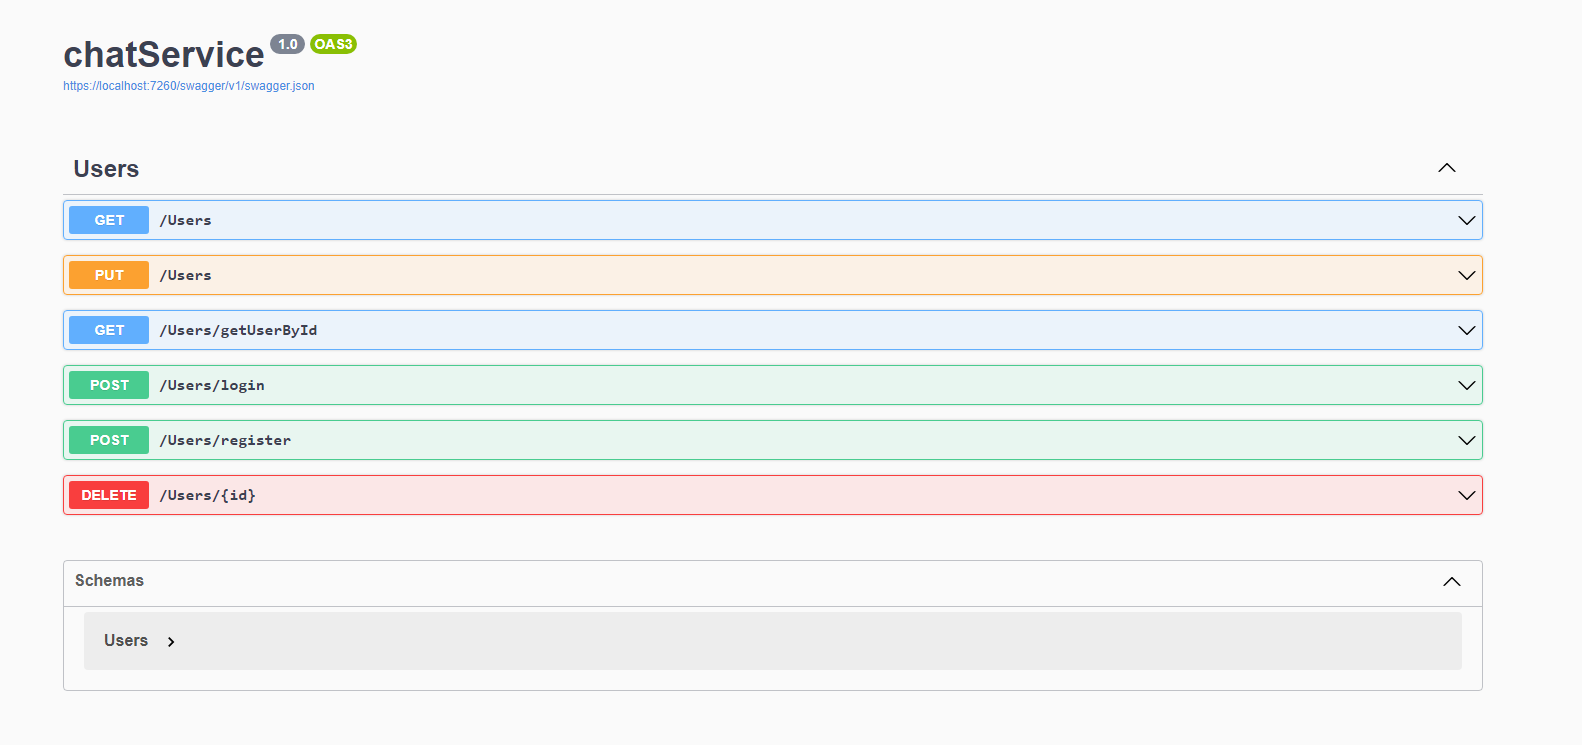 chatService 1.0 OAS3
https://localhost:7260/swagger/v1/swagger.json
Users
GET /Users
PUT /Users
GET /Users/getUserById
POST /Users/login
POST /Users/register
DELETE /Users/{id}
Schemas
Users